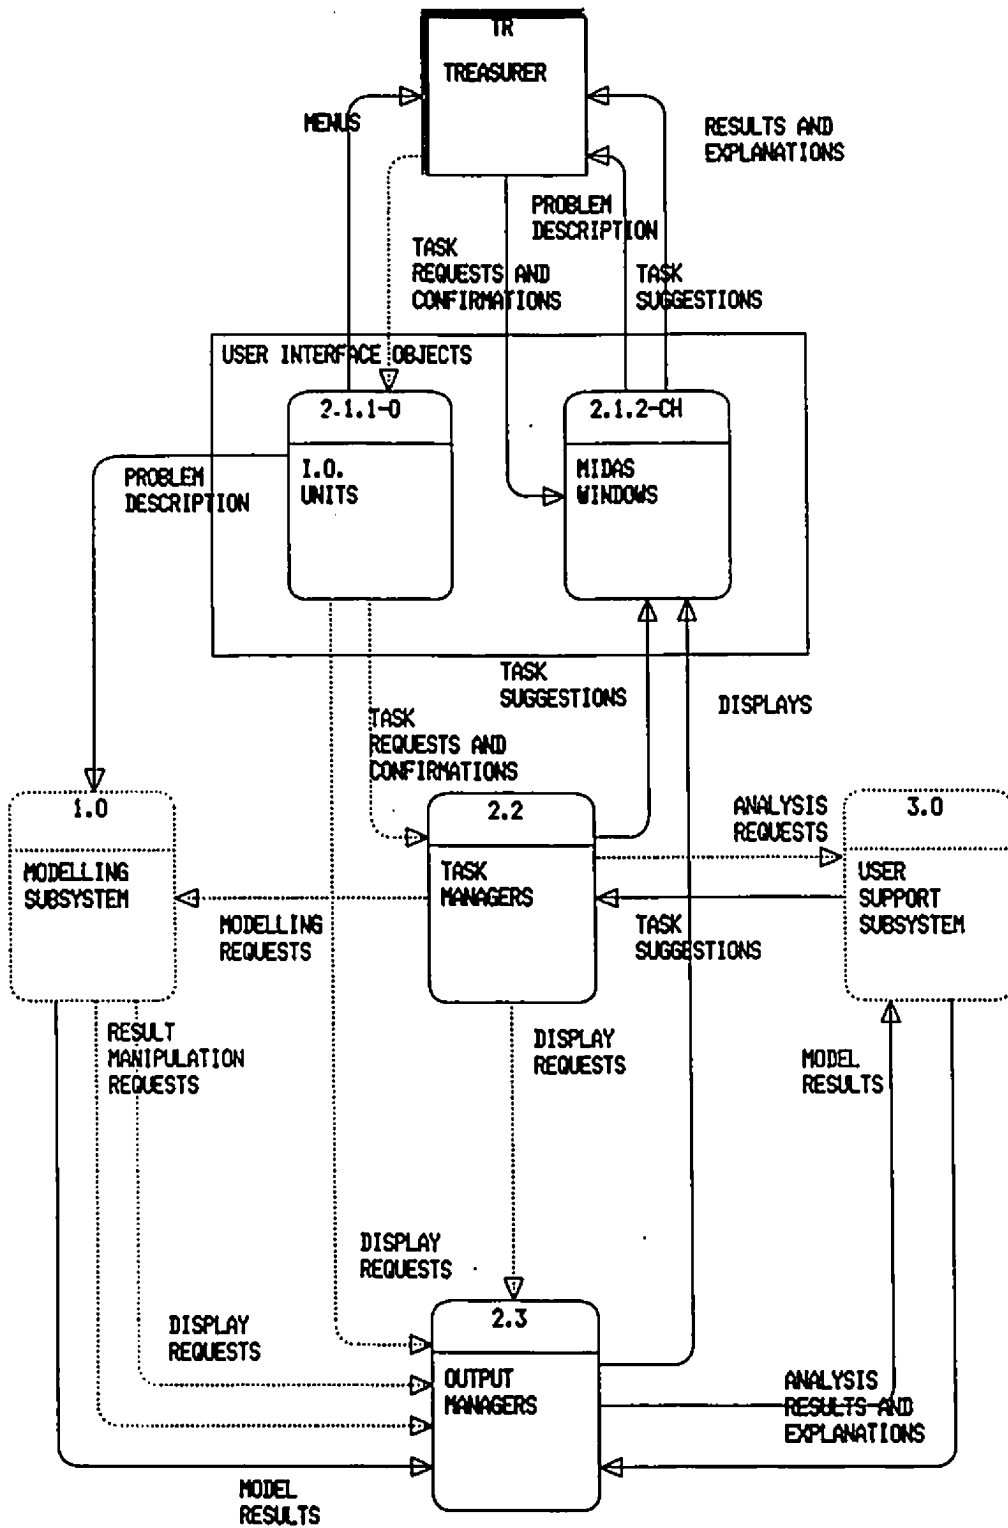 TR
TREASURER
MENUS
RESULTS AND
EXPLANATIONS
PROBLEM
DESCRIPTION
TASK
REQUESTS AND
CONFIRMATIONS
TASK
SUGGESTIONS
USER INTERFACE OBJECTS
2.1.1-O
I.O.
UNITS
2.1.2-CH
MIDAS
WINDOWS
PROBLEM
DESCRIPTION
TASK
SUGGESTIONS
DISPLAYS
TASK
REQUESTS AND
CONFIRMATIONS
1.0
MODELLING
SUBSYSTEM
2.2
TASK
MANAGERS
ANALYSIS
REQUESTS
3.0
USER
SUPPORT
SUBSYSTEM
MODELLING
REQUESTS
TASK
SUGGESTIONS
RESULT
MANIPULATION
REQUESTS
DISPLAY
REQUESTS
MODEL
RESULTS
DISPLAY
REQUESTS
DISPLAY
REQUESTS
2.3
OUTPUT
MANAGERS
ANALYSIS
RESULTS AND
EXPLANATIONS
MODEL
RESULTS